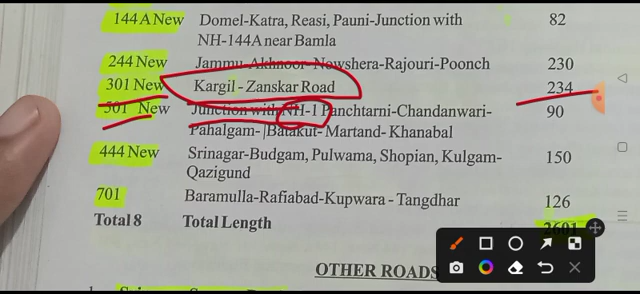 144A New Domel-Katra, Reasi, Pauni-Junction with 82
NH-144A near Bamla
244 New Jammu-Akhnoor-Nowshera-Rajouri-Poonch 230
301 New Kargil - Zanskar Road 234
501 New Junction with NH-1 Panchtarni-Chandanwari- 90
Pahalgam-|Batakut- Martand- Khanabal
444 New Srinagar-Budgam, Pulwama, Shopian, Kulgam- 150
Qazigund
701 Baramulla-Rafiabad-Kupwara - Tangdhar 126
Total 8 Total Length 2601
OTHER ROADS